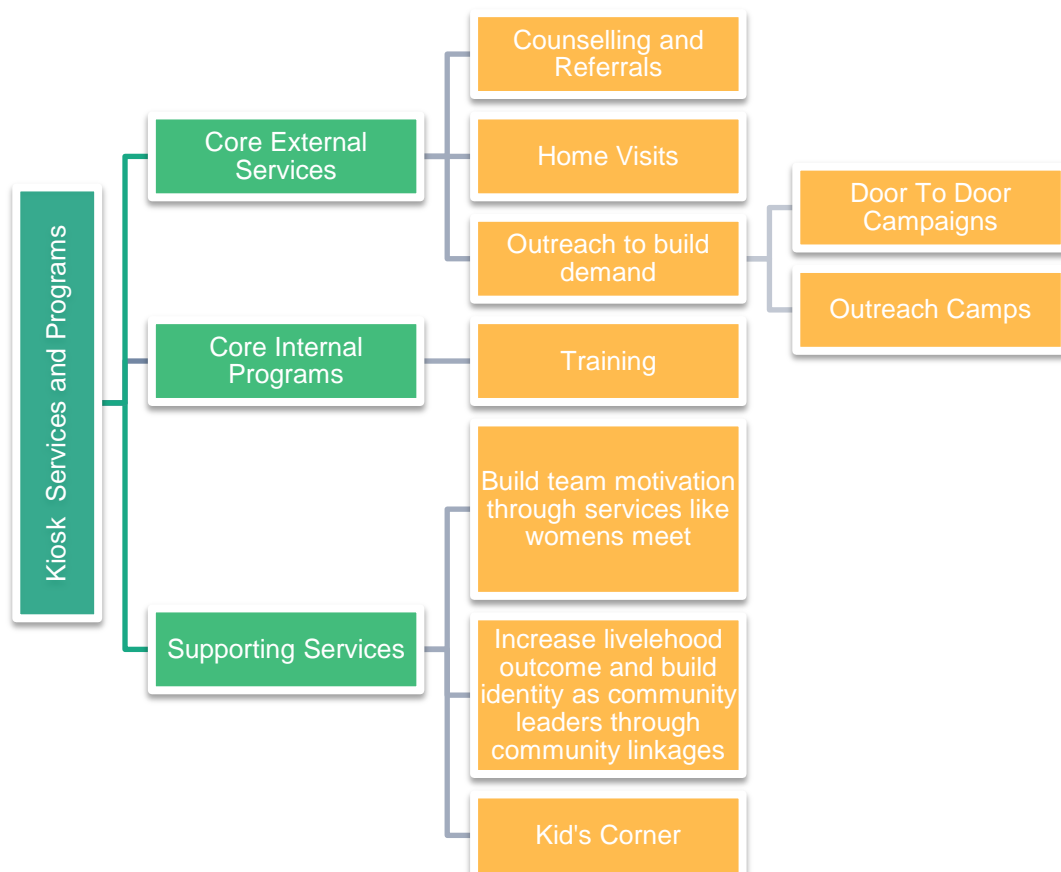 Kiosk Services and Programs
Core External
Services
Counselling and
Referrals
Home Visits
Outreach to build
demand
Door To Door
Campaigns
Outreach Camps
Core Internal
Programs
Training
Supporting Services
Build team motivation
through services like
womens meet
Increase livelehood
outcome and build
identity as community
leaders through
community linkages
Kid's Corner